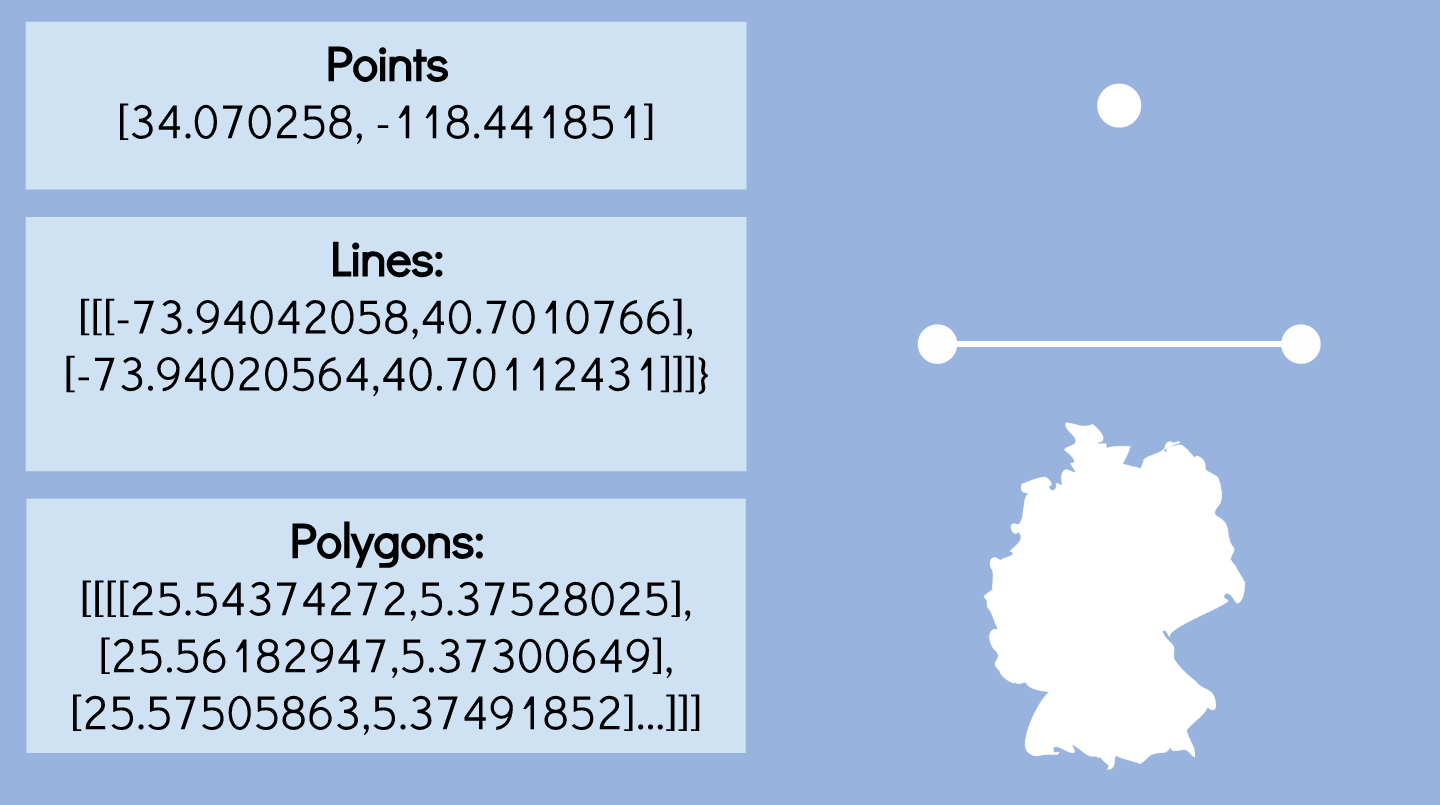 Points
[34.070258, -118.441851]
Lines:
[[[-73.94042058,40.7010766],
[-73.94020564,40.70112431]]]}
Polygons:
[[[[25.54374272,5.37528025],
[25.56182947,5.37300649],
[25.57505863,5.37491852]...]]]